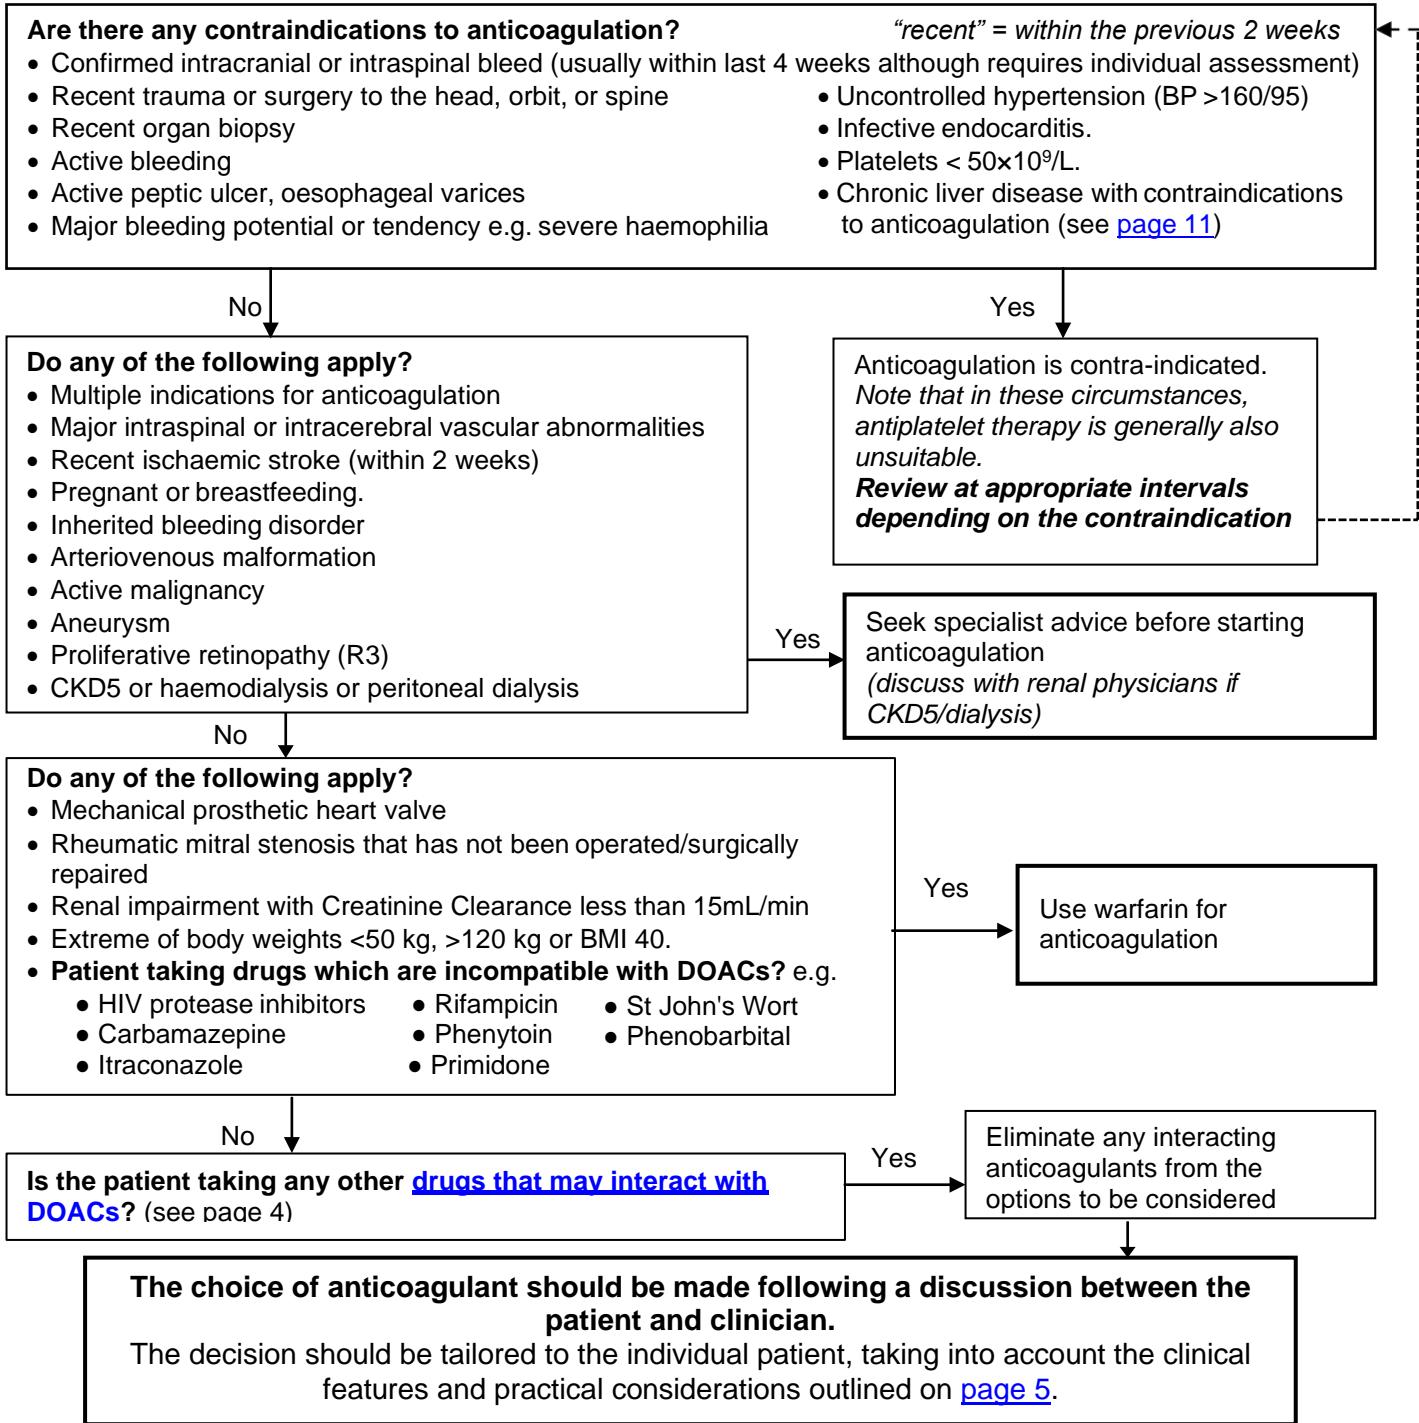 Are there any contraindications to anticoagulation? “recent” = within the previous 2 weeks
• Confirmed intracranial or intraspinal bleed (usually within last 4 weeks although requires individual assessment)
• Recent trauma or surgery to the head, orbit, or spine
• Recent organ biopsy
• Active bleeding
• Active peptic ulcer, oesophageal varices
• Major bleeding potential or tendency e.g. severe haemophilia
• Uncontrolled hypertension (BP >160/95)
• Infective endocarditis.
• Platelets < 50×10⁹/L.
• Chronic liver disease with contraindications
to anticoagulation (see page 11)
No
Yes
Do any of the following apply?
• Multiple indications for anticoagulation
• Major intraspinal or intracerebral vascular abnormalities
• Recent ischaemic stroke (within 2 weeks)
• Pregnant or breastfeeding.
• Inherited bleeding disorder
• Arteriovenous malformation
• Active malignancy
• Aneurysm
• Proliferative retinopathy (R3)
• CKD5 or haemodialysis or peritoneal dialysis
Anticoagulation is contra-indicated.
Note that in these circumstances,
antiplatelet therapy is generally also
unsuitable.
Review at appropriate intervals
depending on the contraindication
Yes
Seek specialist advice before starting
anticoagulation
(discuss with renal physicians if
CKD5/dialysis)
No
Do any of the following apply?
• Mechanical prosthetic heart valve
• Rheumatic mitral stenosis that has not been operated/surgically
repaired
• Renal impairment with Creatinine Clearance less than 15mL/min
• Extreme of body weights <50 kg, >120 kg or BMI 40.
• Patient taking drugs which are incompatible with DOACs? e.g.
● HIV protease inhibitors ● Rifampicin ● St John's Wort
● Carbamazepine ● Phenytoin ● Phenobarbital
● Itraconazole ● Primidone
Yes
Use warfarin for
anticoagulation
No
Is the patient taking any other drugs that may interact with
DOACs? (see page 4)
Yes
Eliminate any interacting
anticoagulants from the
options to be considered
The choice of anticoagulant should be made following a discussion between the
patient and clinician.
The decision should be tailored to the individual patient, taking into account the clinical
features and practical considerations outlined on page 5.